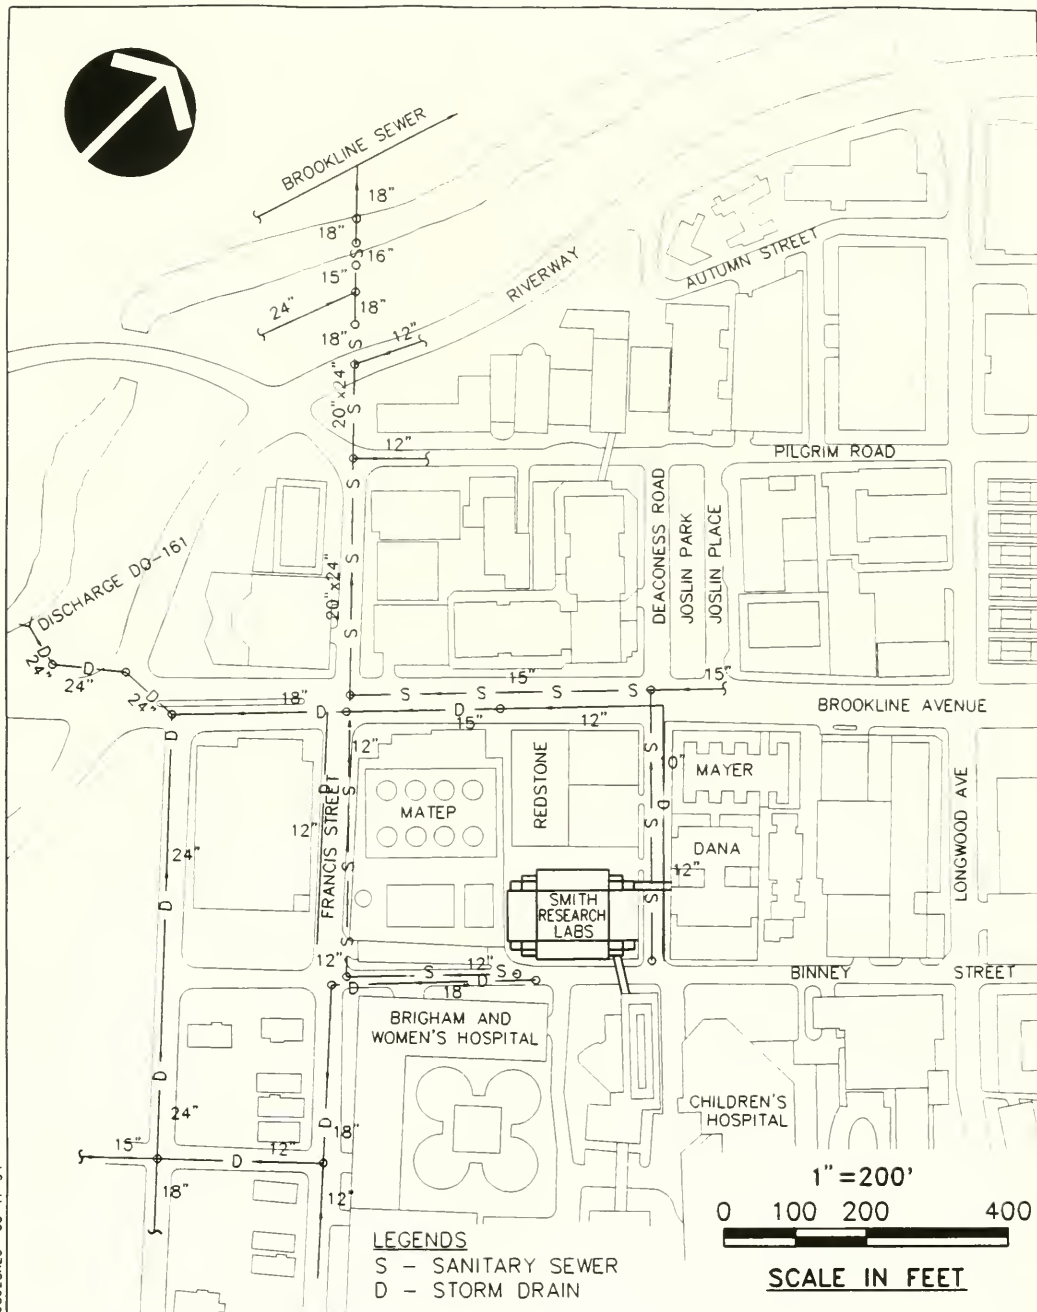 BROOKLINE SEWER
18"
18"
S
16"
15"
24"
18"
18"
S
12"
20"x24"
S
12"
RIVERWAY
AUTUMN STREET
PILGRIM ROAD
DEACONESS ROAD
JOSLIN PARK
JOSLIN PLACE
S
S
20"x24"
S
DISCHARGE DO-161
D
24"
D
24"
D
24"
18"
15"
S
S
S
S
15"
BROOKLINE AVENUE
D
D
D
15"
12"
12"
S
10"
D
S
S
12"
S
D
12"
S
S
FRANCIS STREET
MATEP
REDSTONE
MAYER
DANA
SMITH
RESEARCH
LABS
LONGWOOD AVE
24"
D
12"
12"
S
S
D
18"
D
BINNEY STREET
BRIGHAM AND
WOMEN'S HOSPITAL
CHILDREN'S
HOSPITAL
D
24"
D
18"
15"
D
12"
18"
12"
1"=200'
0 100 200 400
SCALE IN FEET
LEGENDS
S - SANITARY SEWER
D - STORM DRAIN